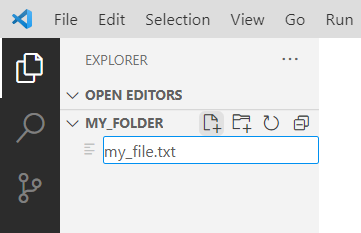 File Edit Selection View Go Run
EXPLORER
OPEN EDITORS
MY_FOLDER
my_file.txt